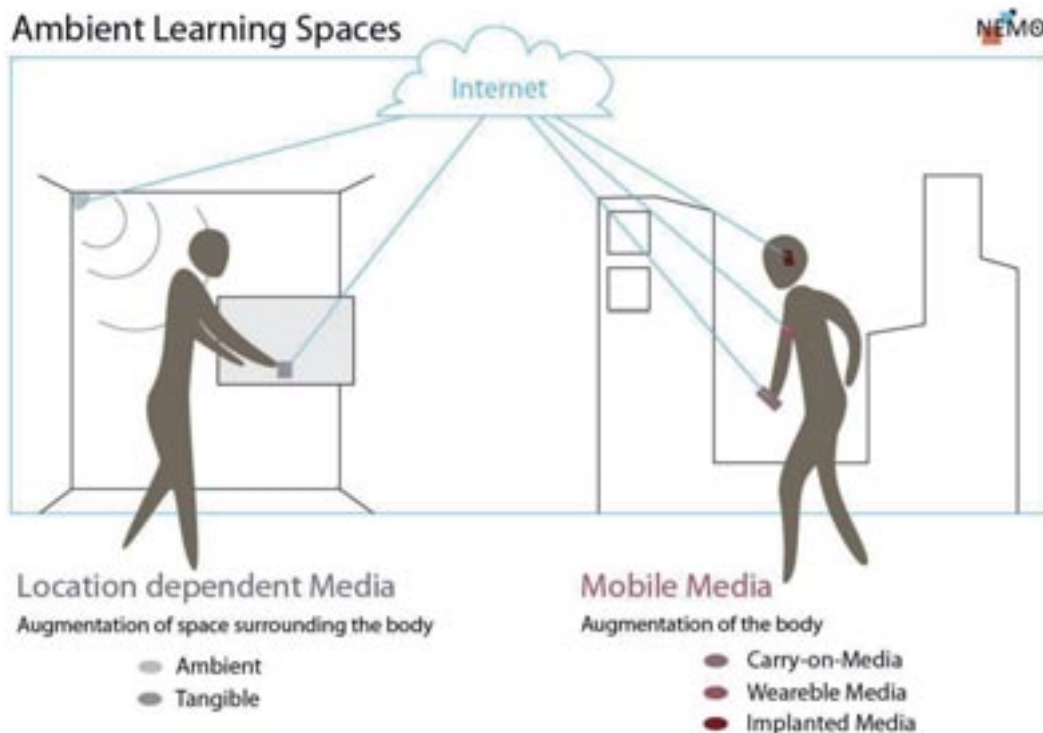 Ambient Learning Spaces
NEMO
Internet
Location dependent Media
Augmentation of space surrounding the body
Ambient
Tangible
Mobile Media
Augmentation of the body
Carry-on-Media
Weareble Media
Implanted Media